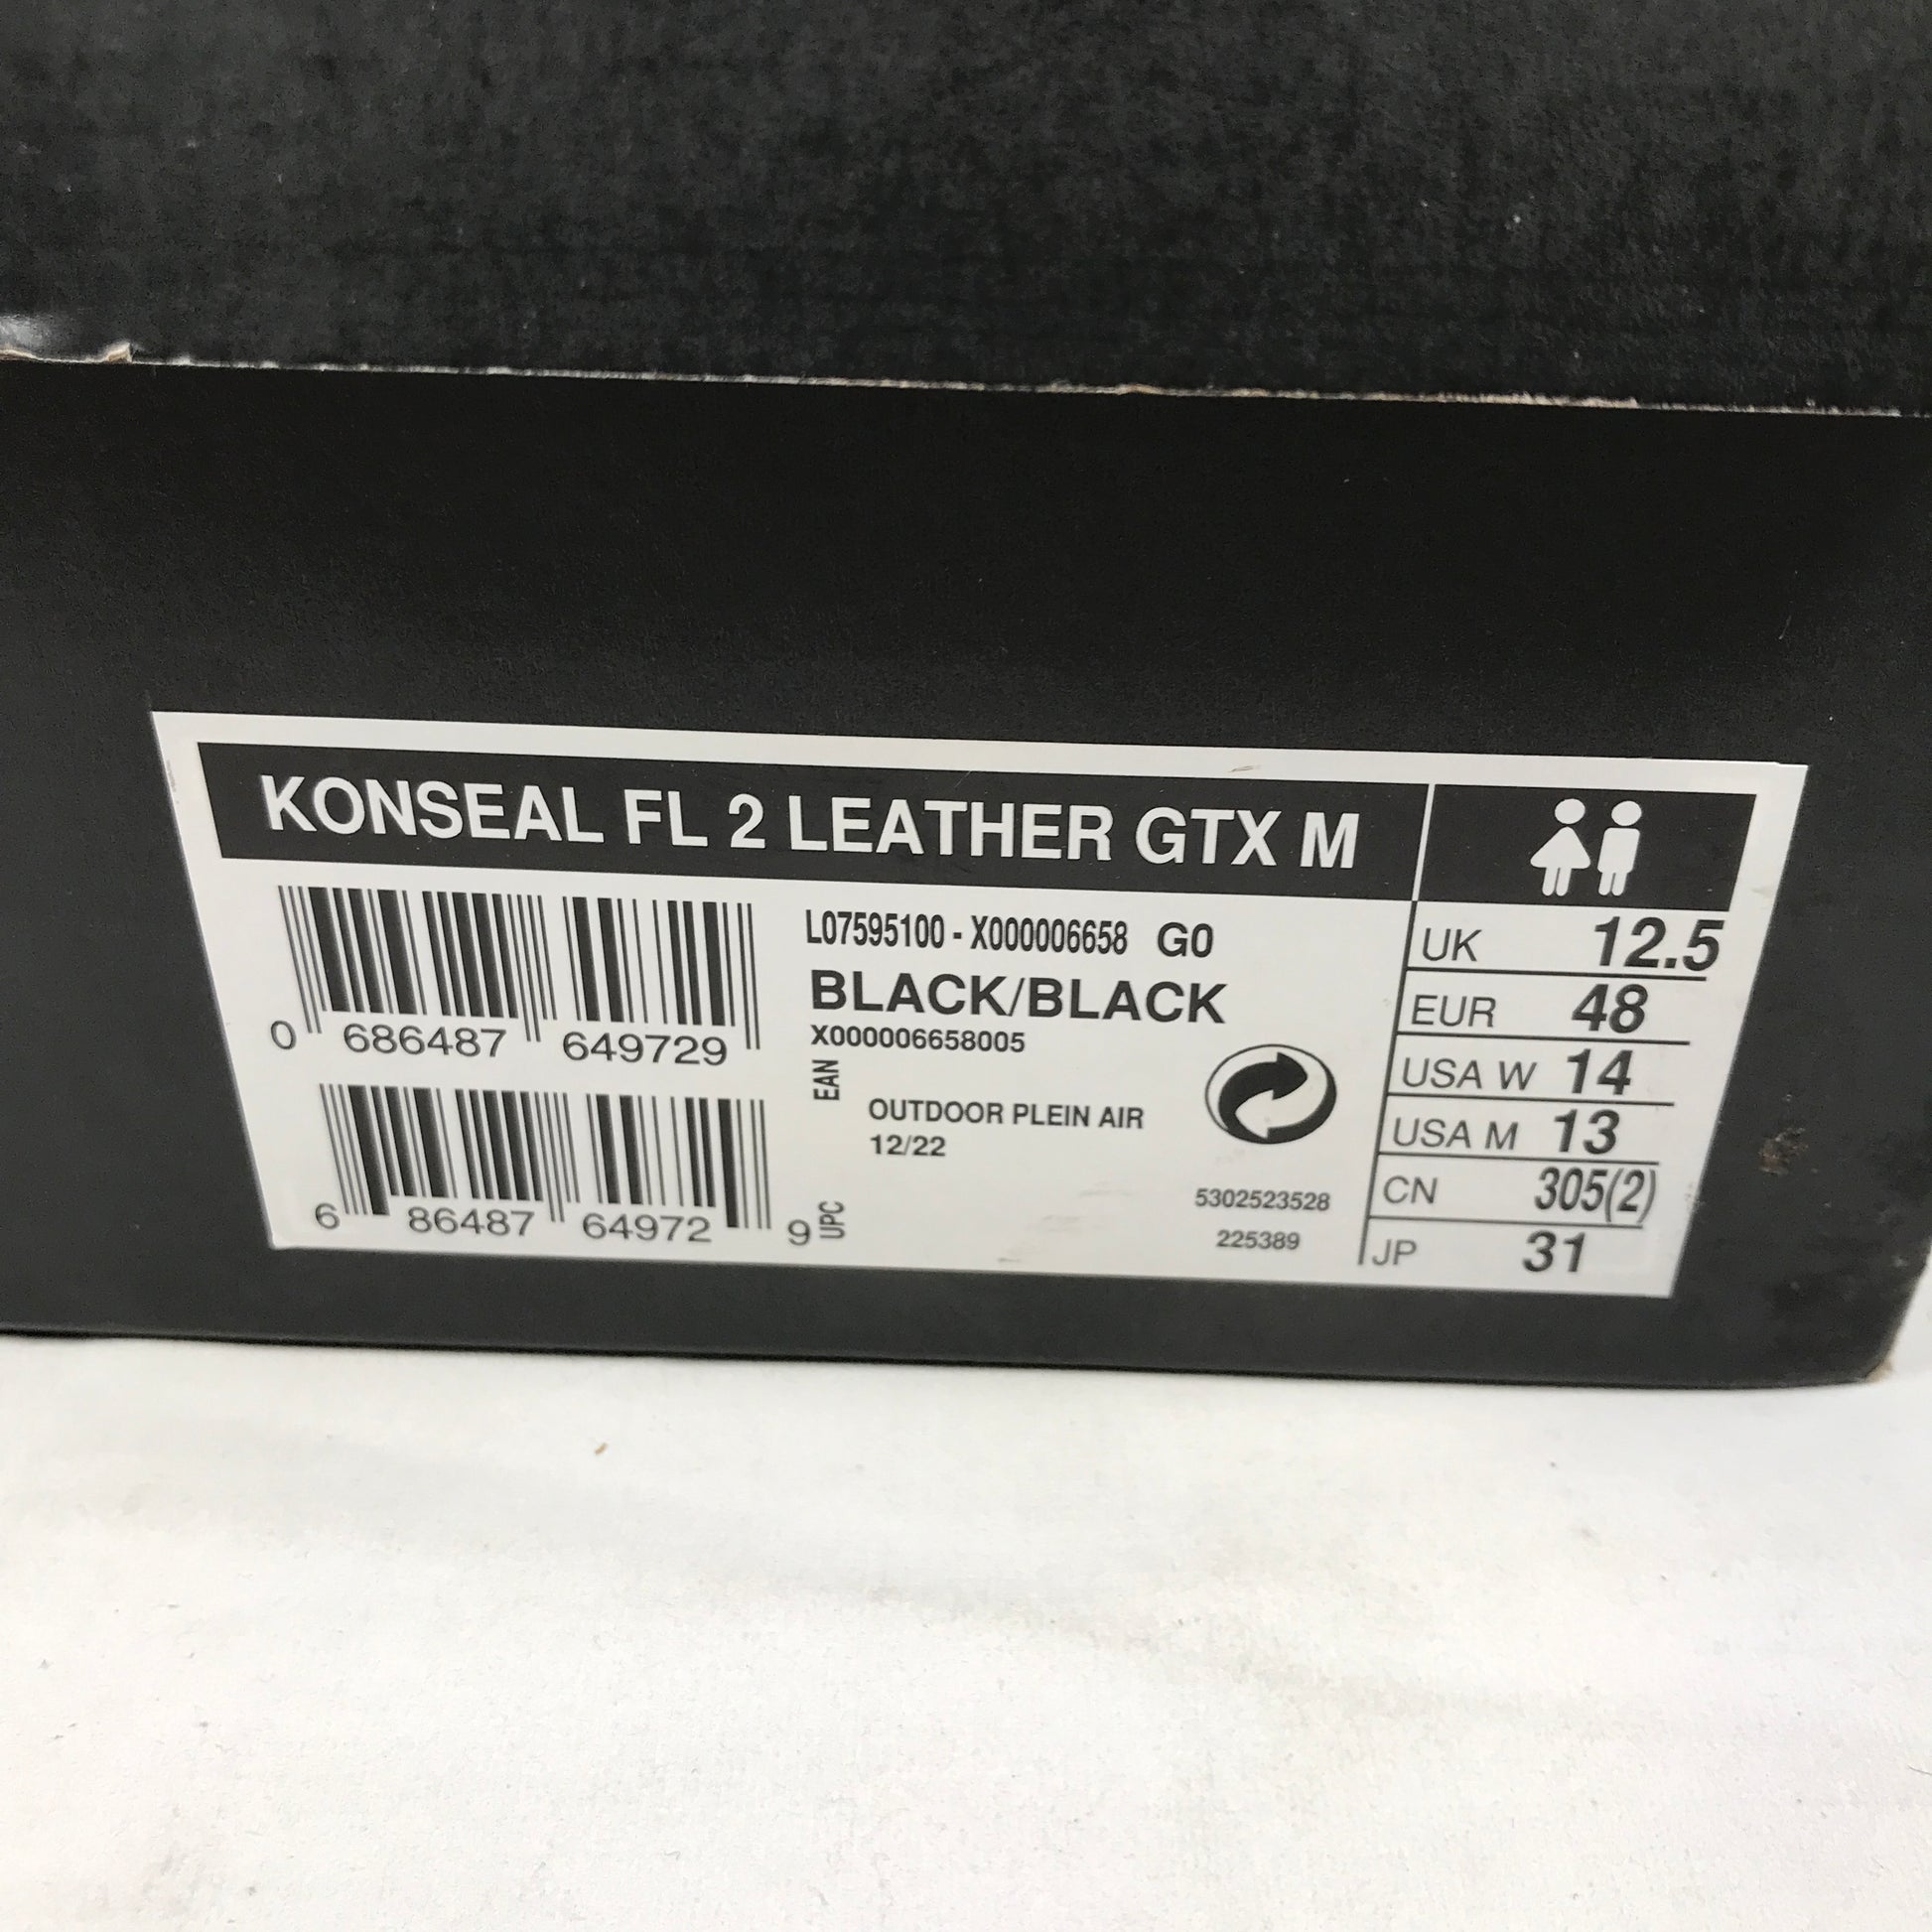 KONSEAL FL 2 LEATHER GTX M
L07595100 - X000006658 G0
BLACK/BLACK
X000006658005
0 686487 649729
EAN
OUTDOOR PLEIN AIR
12/22
6 86487 64972 9
UPC
5302523528
225389
UK 12.5
EUR 48
USA W 14
USA M 13
CN 305(2)
JP 31